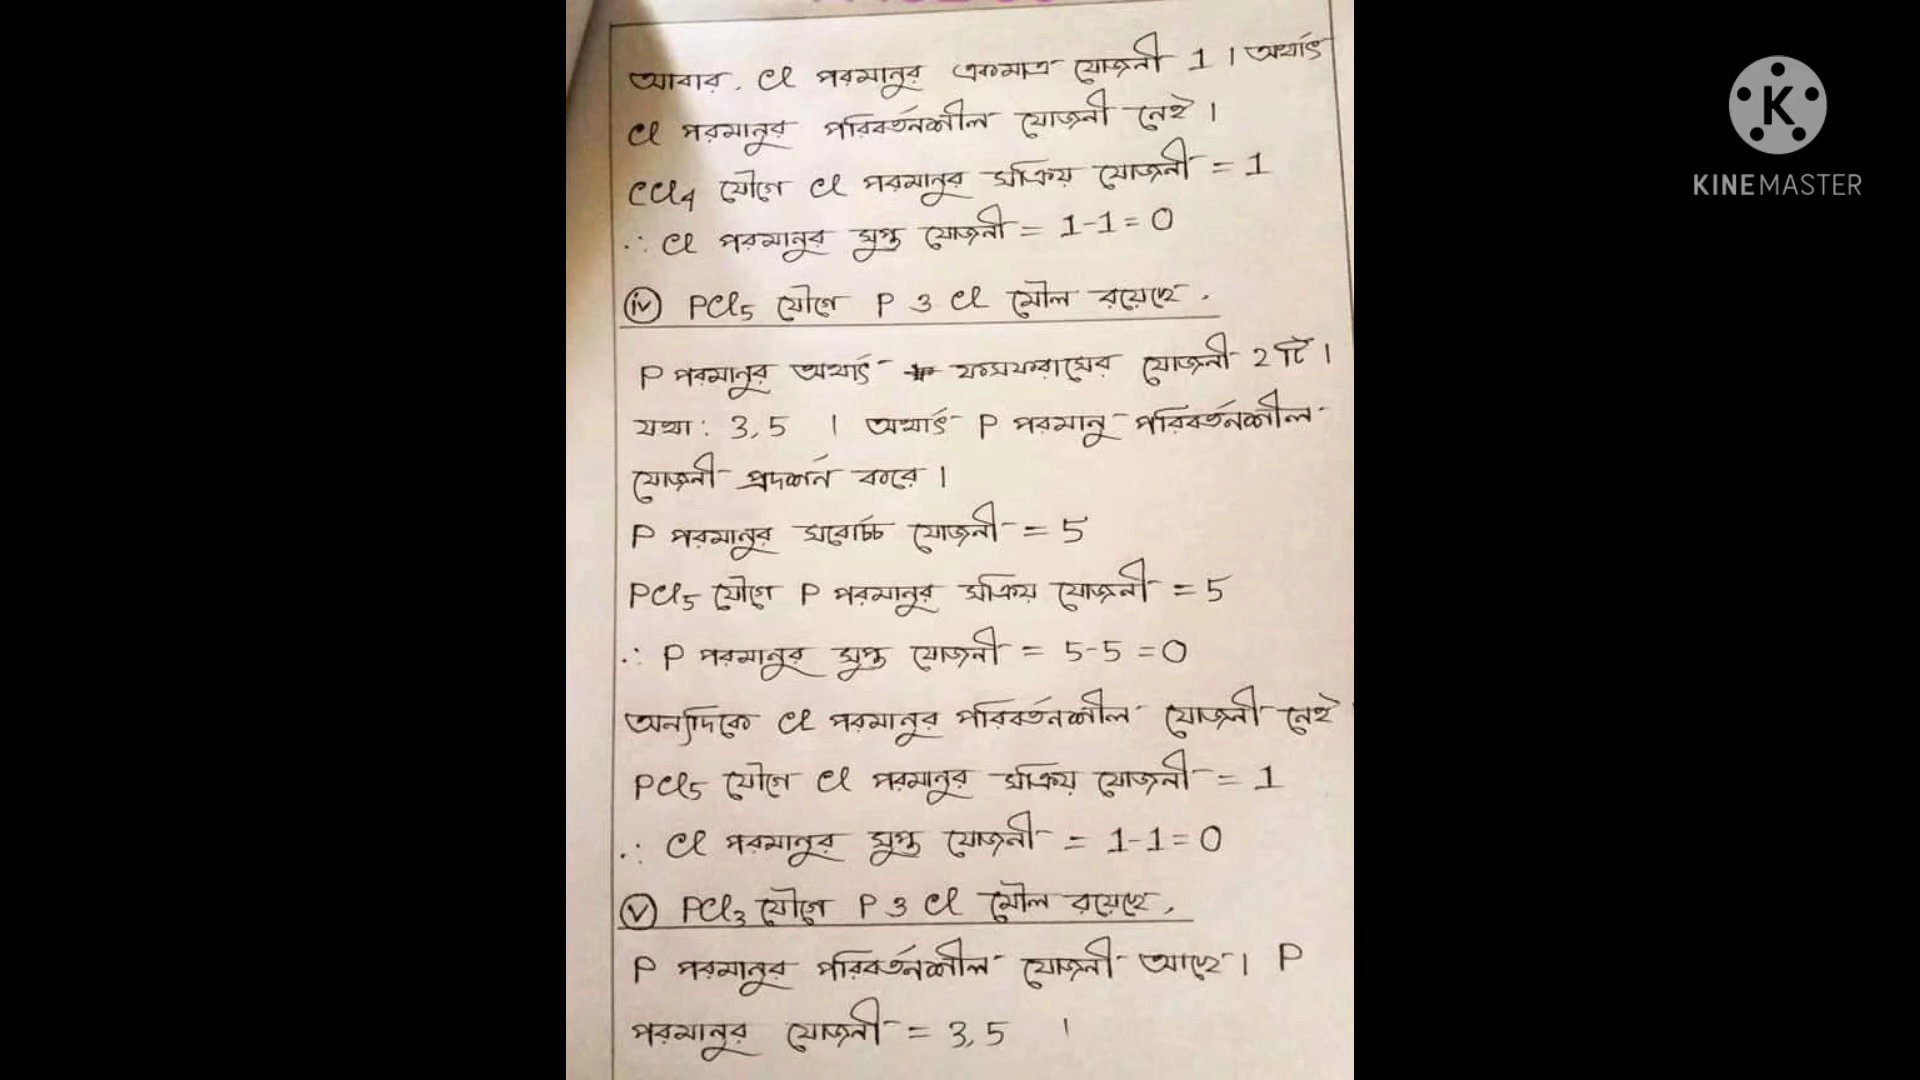 আবার, Cl পরমানুর একমাত্র যোজনী 1 । অর্থাৎ
Cl পরমানুর পরিবর্তনশীল যোজনী নেই ।
CCl₄ যৌগে Cl পরমানুর সক্রিয় যোজনী = 1
∴ Cl পরমানুর সুপ্ত যোজনী = 1-1=0
(iv) PCl₅ যৌগে P ও Cl মৌল রয়েছে,
P পরমানুর অর্থাৎ ফসফরাসের যোজনী 2 টি ।
যথা: 3,5 । অর্থাৎ P পরমানু পরিবর্তনশীল
যোজনী প্রদর্শন করে ।
P পরমানুর সর্বোচ্চ যোজনী = 5
PCl₅ যৌগে P পরমানুর সক্রিয় যোজনী = 5
∴ P পরমানুর সুপ্ত যোজনী = 5-5 =0
অন্যদিকে Cl পরমানুর পরিবর্তনশীল যোজনী নেই
PCl₅ যৌগে Cl পরমানুর সক্রিয় যোজনী = 1
∴ Cl পরমানুর সুপ্ত যোজনী = 1-1=0
(v) PCl₃ যৌগে P ও Cl মৌল রয়েছে,
P পরমানুর পরিবর্তনশীল যোজনী আছে । P
পরমানুর যোজনী = 3,5 ।
K
KINEMASTER